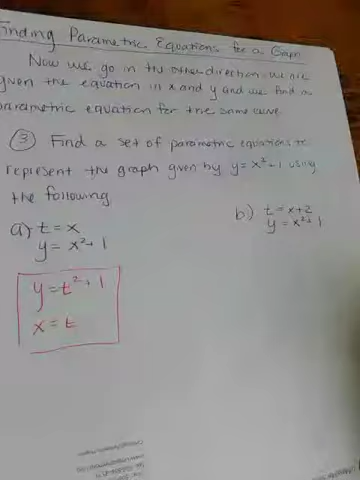 Finding Parametric Equations for a Graph
Now we go in the other direction. we are
given the equation in x and y and we find a
parametric equation for the same curve.
③ Find a set of parametric equations to
represent the graph given by y = x² + 1 using
the following
a) t = x
y = x² + 1
y = t² + 1
x = t
b) t = x + 2
y = x² + 1